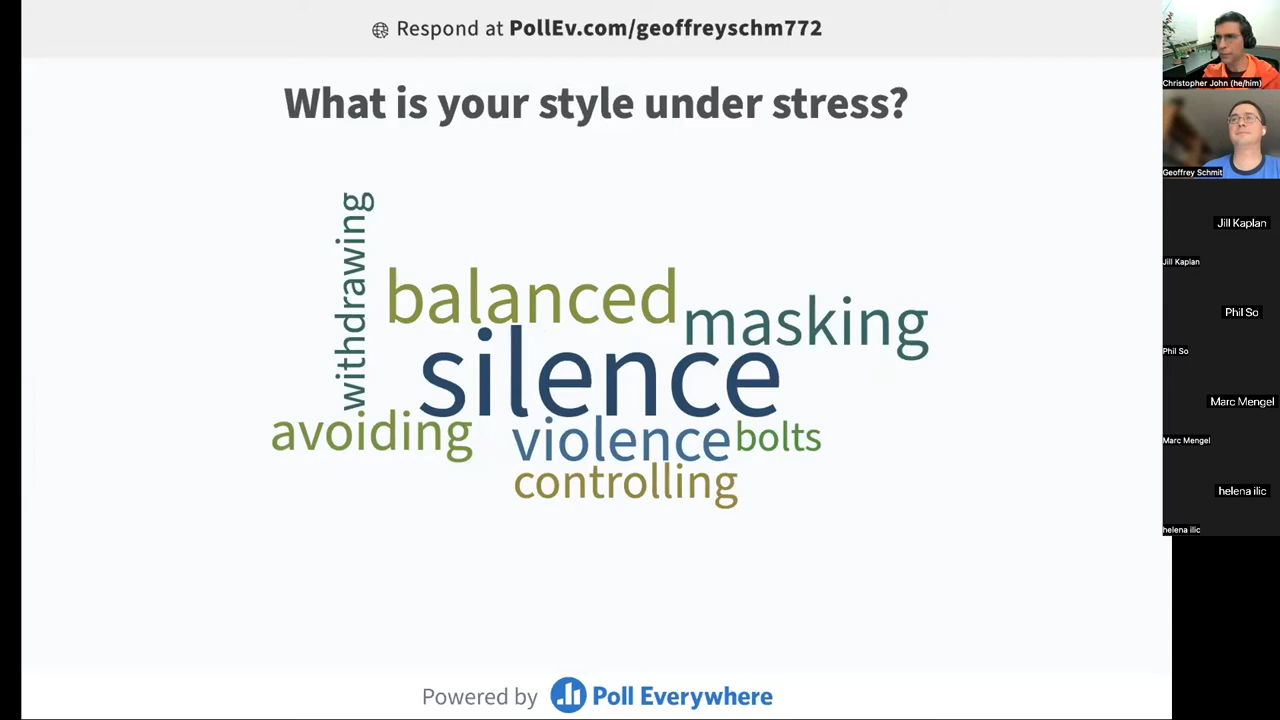 Respond at PollEv.com/geoffreyschm772
What is your style under stress?
withdrawing
balanced
masking
silence
avoiding
violence
bolts
controlling
Powered by Poll Everywhere
Christopher John (he/him)
Geoffrey Schmit
Jill Kaplan
Jill Kaplan
Phil So
Phil So
Marc Mengel
Marc Mengel
helena ilic
helena ilic